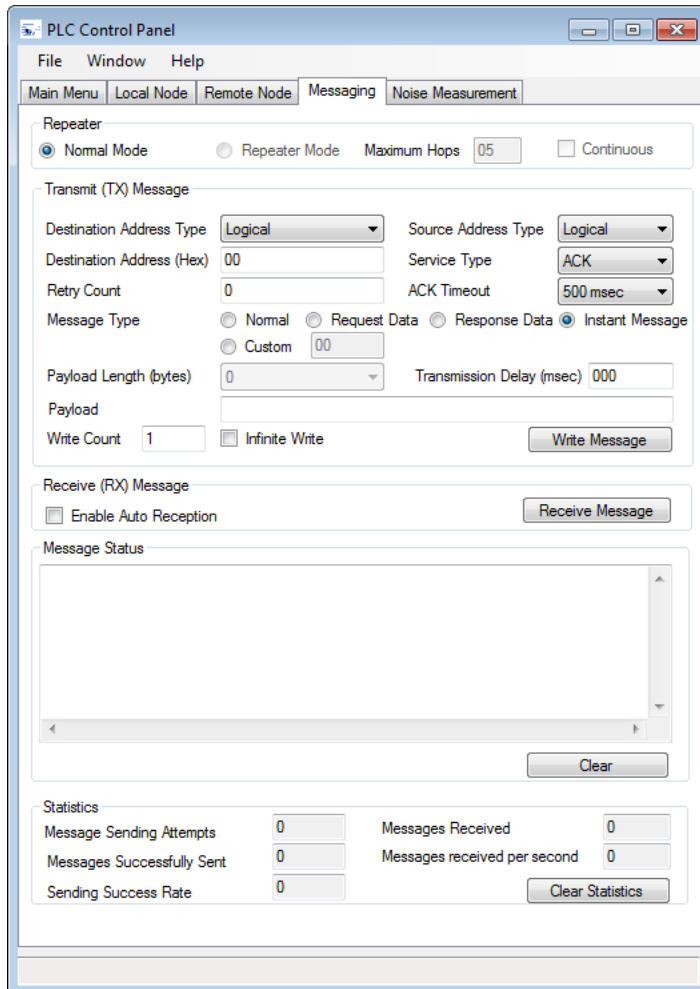 PLC Control Panel
File Window Help
Main Menu Local Node Remote Node Messaging Noise Measurement
Repeater
Normal Mode Repeater Mode Maximum Hops 05 Continuous
Transmit (TX) Message
Destination Address Type Logical Source Address Type Logical
Destination Address (Hex) 00 Service Type ACK
Retry Count 0 ACK Timeout 500 msec
Message Type Normal Request Data Response Data Instant Message
Custom 00
Payload Length (bytes) 0 Transmission Delay (msec) 000
Payload
Write Count 1 Infinite Write Write Message
Receive (RX) Message
Enable Auto Reception Receive Message
Message Status
Clear
Statistics
Message Sending Attempts 0 Messages Received 0
Messages Successfully Sent 0 Messages received per second 0
Sending Success Rate 0 Clear Statistics